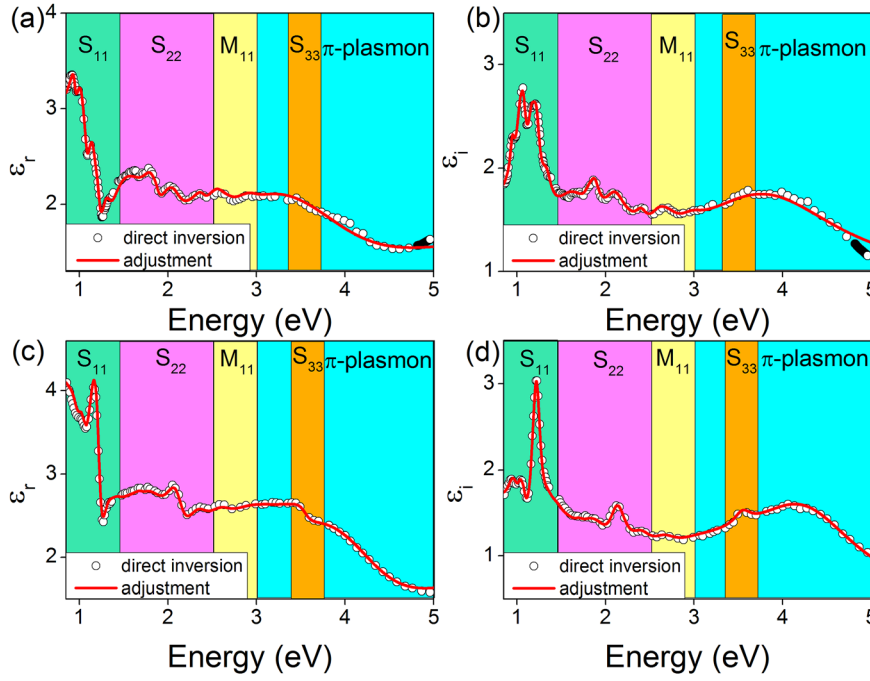 (a)
4
3
2
εr
S11
S22
M11
S33
π-plasmon
direct inversion
adjustment
1
2
3
4
5
Energy (eV)
(b)
3
2
1
εi
S11
S22
M11
S33
π-plasmon
direct inversion
adjustment
1
2
3
4
5
Energy (eV)
(c)
4
3
2
εr
S11
S22
M11
S33
π-plasmon
direct inversion
adjustment
1
2
3
4
5
Energy (eV)
(d)
3
2
1
εi
S11
S22
M11
S33
π-plasmon
direct inversion
adjustment
1
2
3
4
5
Energy (eV)